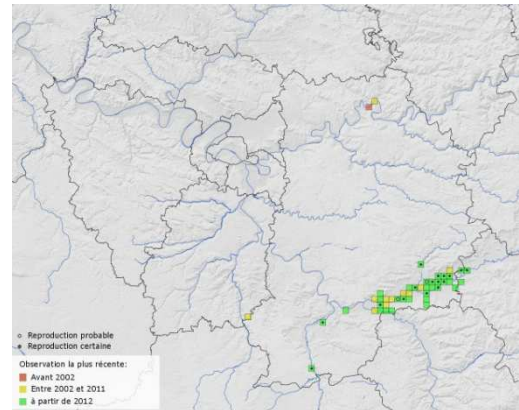 Reproduction probable
Reproduction certaine
Observation la plus récente:
Avant 2002
Entre 2002 et 2011
à partir de 2012